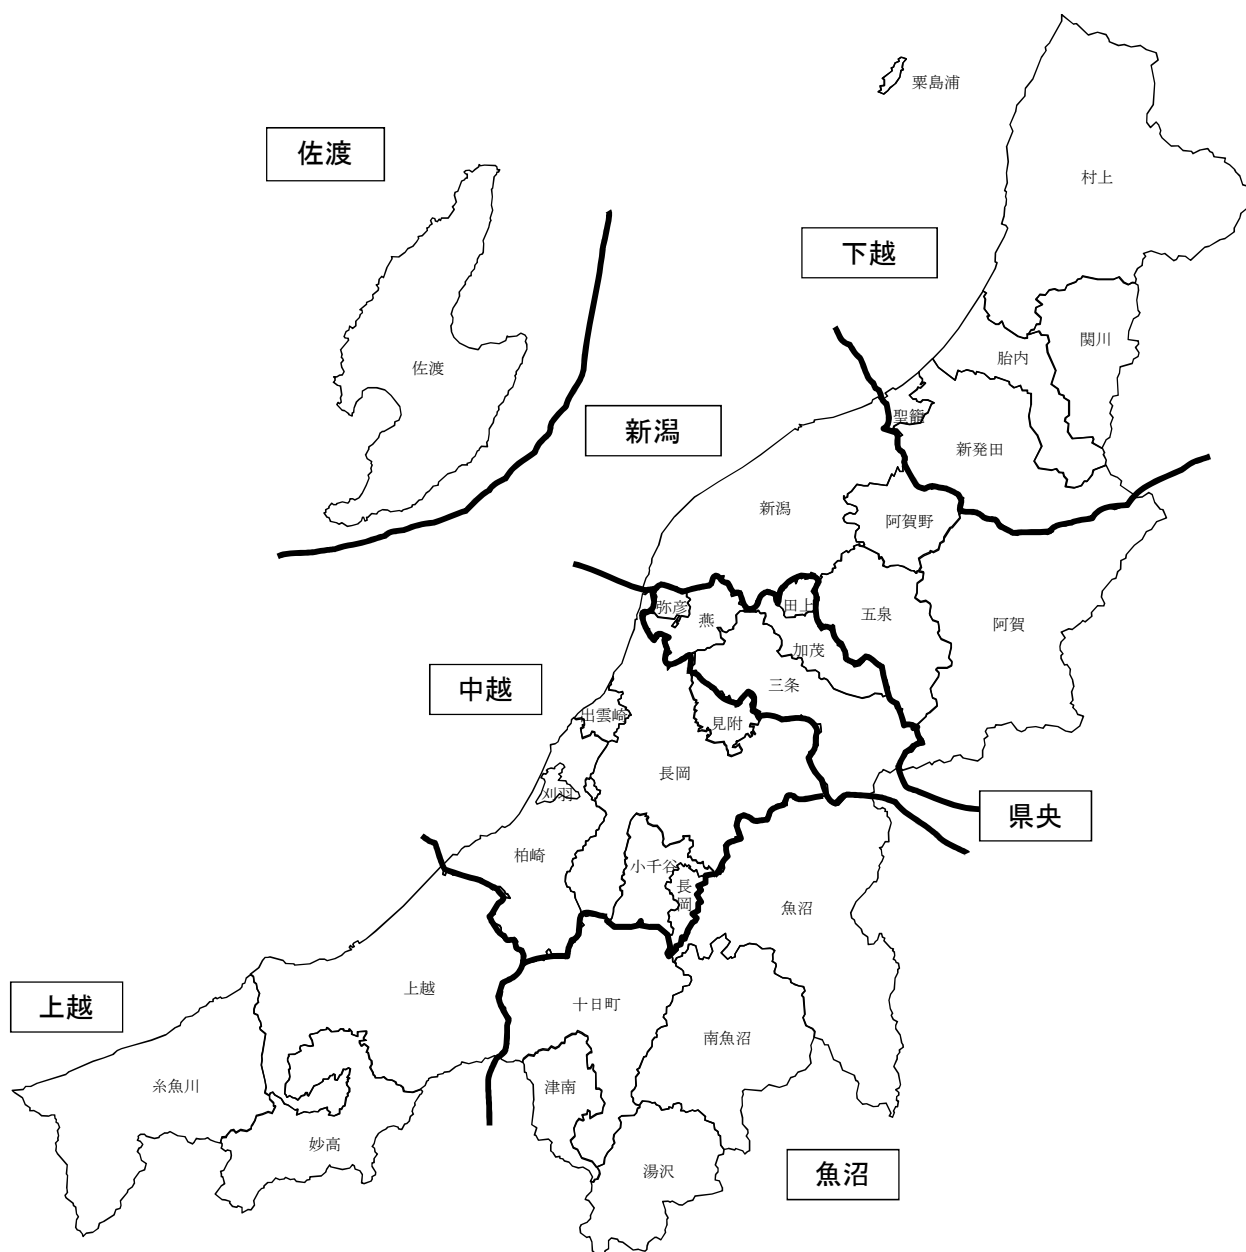 粟島浦
佐渡
村上
下越
関川
胎内
佐渡
聖籠
新潟
新発田
新潟
阿賀野
弥彦
田上
燕
五泉
阿賀
加茂
中越
三条
出雲崎
見附
長岡
刈羽
県央
柏崎
小千谷
長岡
魚沼
上越
上越
十日町
南魚沼
糸魚川
津南
妙高
湯沢
魚沼